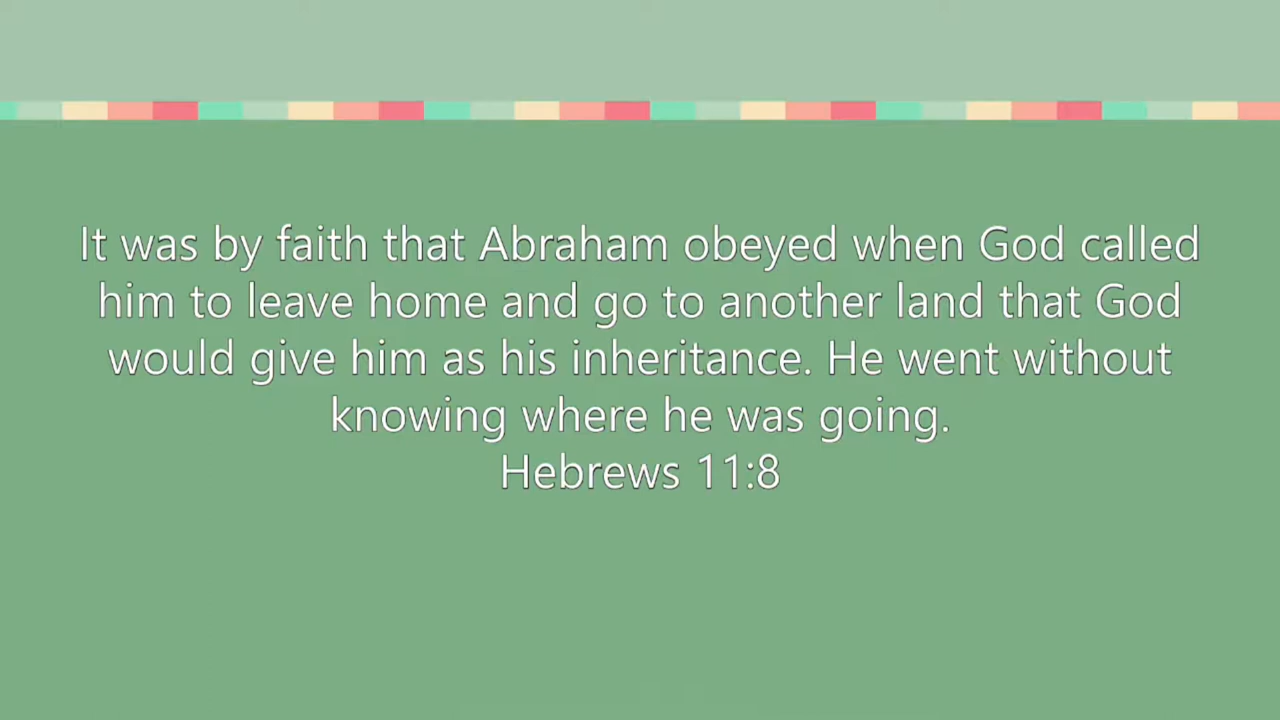 It was by faith that Abraham obeyed when God called
him to leave home and go to another land that God
would give him as his inheritance. He went without
knowing where he was going.
Hebrews 11:8